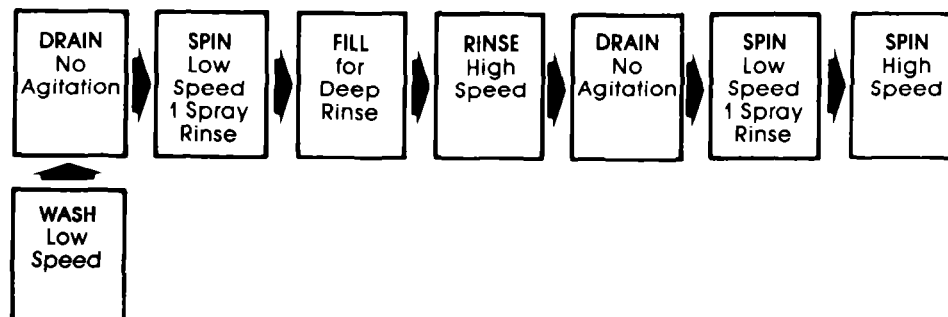 DRAIN
No
Agitation
SPIN
Low
Speed
1 Spray
Rinse
FILL
for
Deep
Rinse
RINSE
High
Speed
DRAIN
No
Agitation
SPIN
Low
Speed
1 Spray
Rinse
SPIN
High
Speed
WASH
Low
Speed